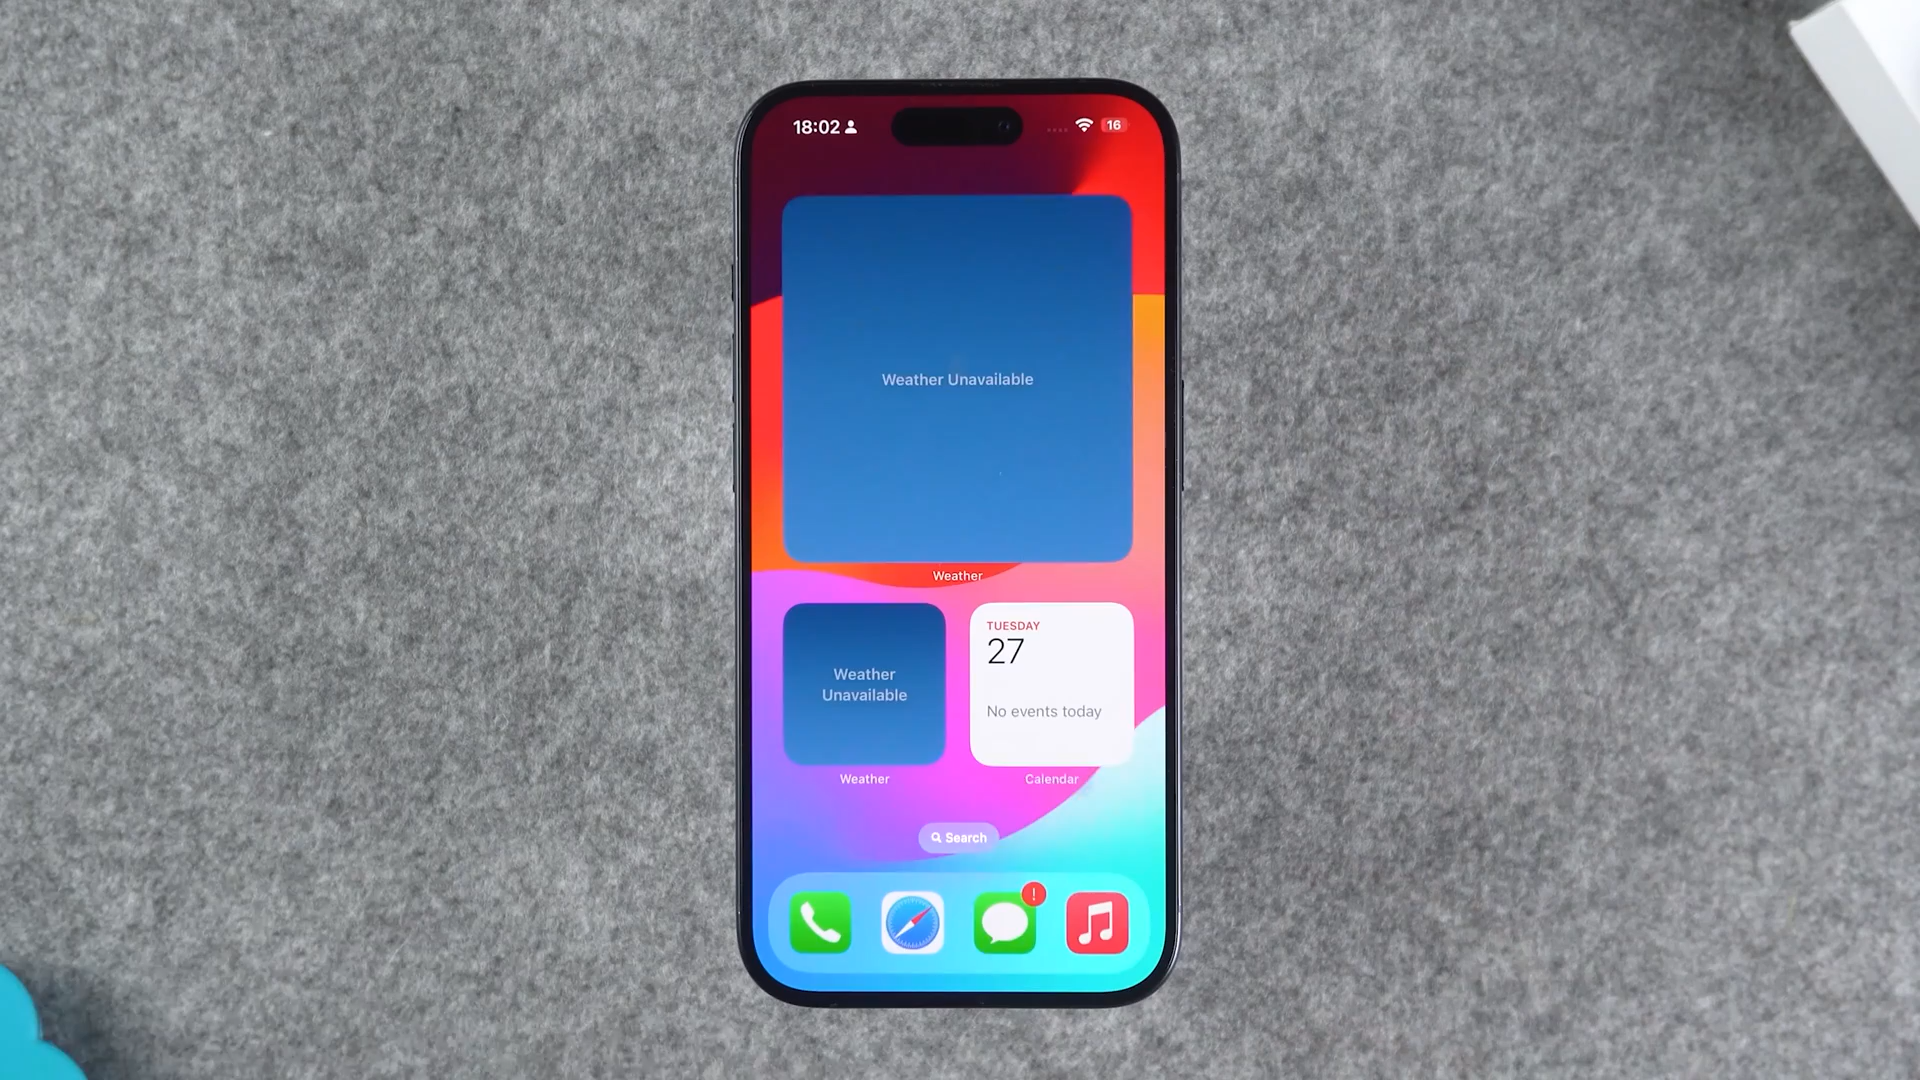 18:02
16
Weather Unavailable
Weather
Weather
Unavailable
Weather
TUESDAY
27
No events today
Calendar
Search
!